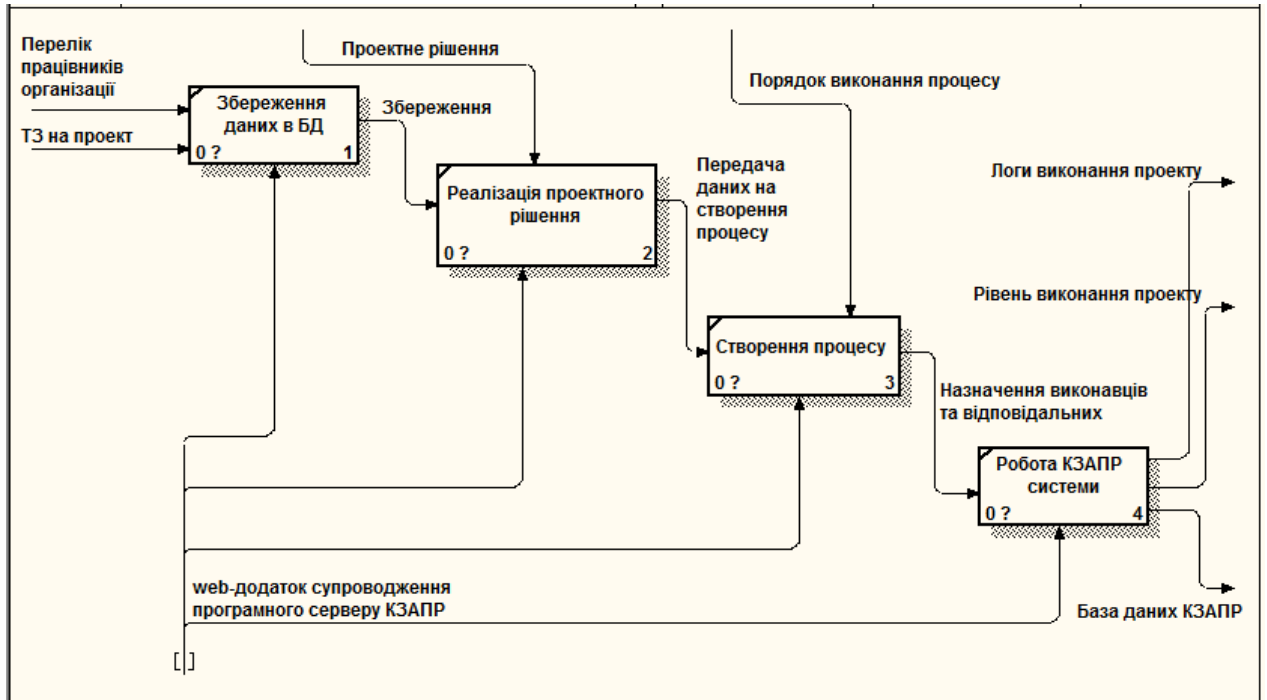 Перелік
працівників
організації
ТЗ на проект
Збереження
даних в БД
0 ?
1
Збереження
Проектне рішення
Реалізація проектного
рішення
0 ?
2
Порядок виконання процесу
Передача
даних на
створення
процесу
Створення процесу
0 ?
3
Назначення виконавців
та відповідальних
Робота КЗАПР
системи
0 ?
4
Логи виконання проекту
Рівень виконання проекту
База даних КЗАПР
web-додаток супроводження
програмного серверу КЗАПР